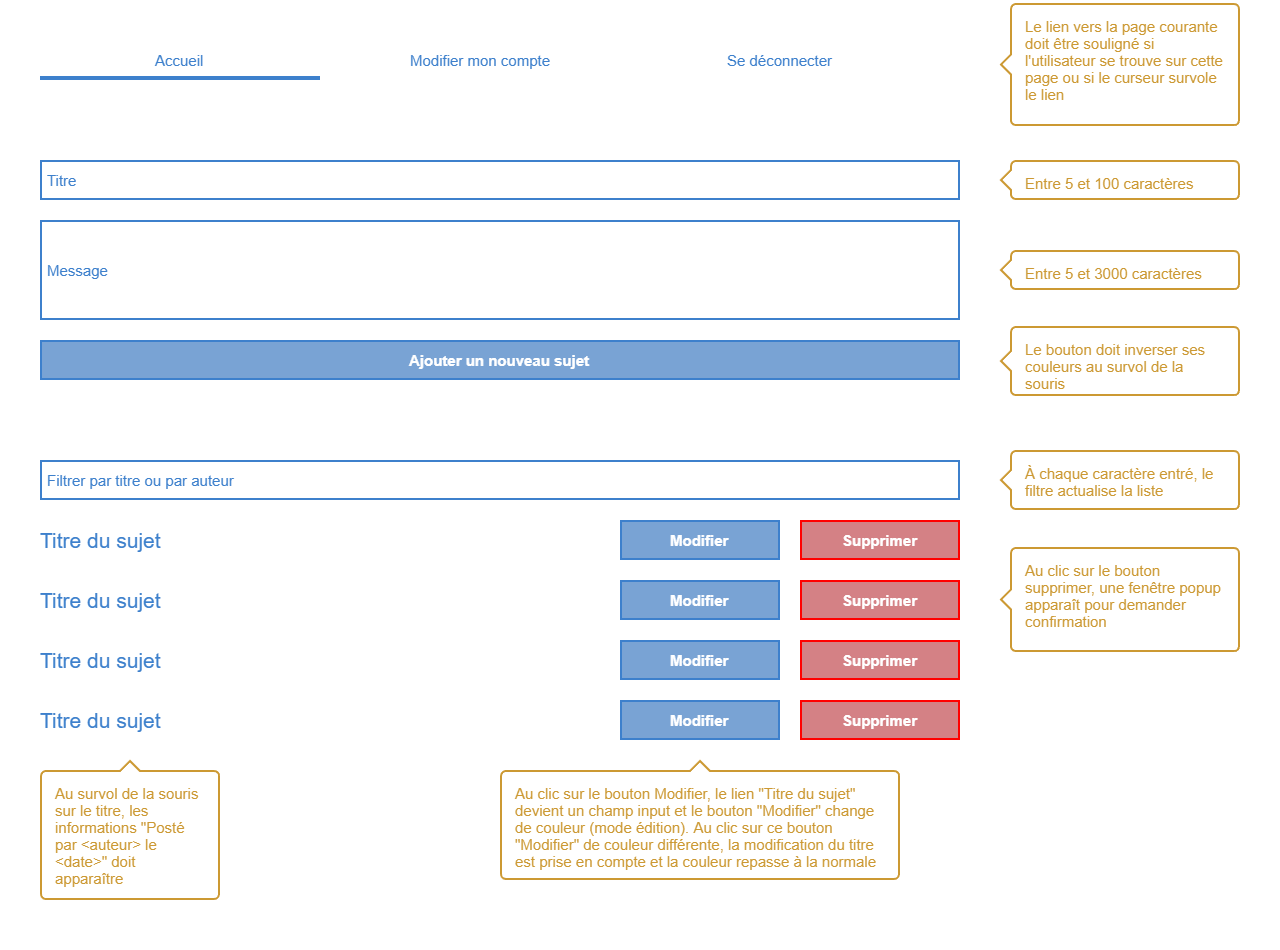 Accueil
Modifier mon compte
Se déconnecter
Le lien vers la page courante
doit être souligné si
l'utilisateur se trouve sur cette
page ou si le curseur survole
le lien
Titre
Entre 5 et 100 caractères
Message
Entre 5 et 3000 caractères
Ajouter un nouveau sujet
Le bouton doit inverser ses
couleurs au survol de la
souris
Filtrer par titre ou par auteur
À chaque caractère entré, le
filtre actualise la liste
Titre du sujet
Modifier
Supprimer
Titre du sujet
Modifier
Supprimer
Au clic sur le bouton
supprimer, une fenêtre popup
apparaît pour demander
confirmation
Titre du sujet
Modifier
Supprimer
Titre du sujet
Modifier
Supprimer
Au survol de la souris
sur le titre, les
informations "Posté
par <auteur> le
<date>" doit
apparaître
Au clic sur le bouton Modifier, le lien "Titre du sujet"
devient un champ input et le bouton "Modifier" change
de couleur (mode édition). Au clic sur ce bouton
"Modifier" de couleur différente, la modification du titre
est prise en compte et la couleur repasse à la normale